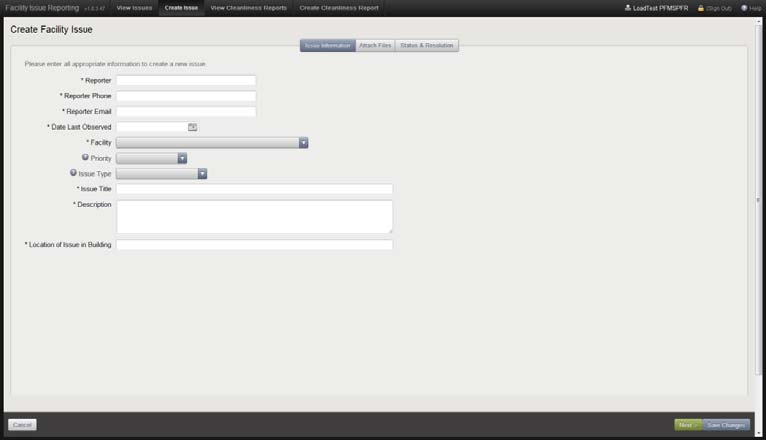 Facility Issue Reporting v1.0.3.47 View Issues Create Issue View Cleanliness Reports Create Cleanliness Report LoadTest PFMSPFR (Sign Out) Help
Create Facility Issue
Issue Information Attach Files Status & Resolution
Please enter all appropriate information to create a new issue.
* Reporter
* Reporter Phone
* Reporter Email
* Date Last Observed
* Facility
Priority
Issue Type
* Issue Title
* Description
* Location of Issue in Building
Cancel Next > Save Changes